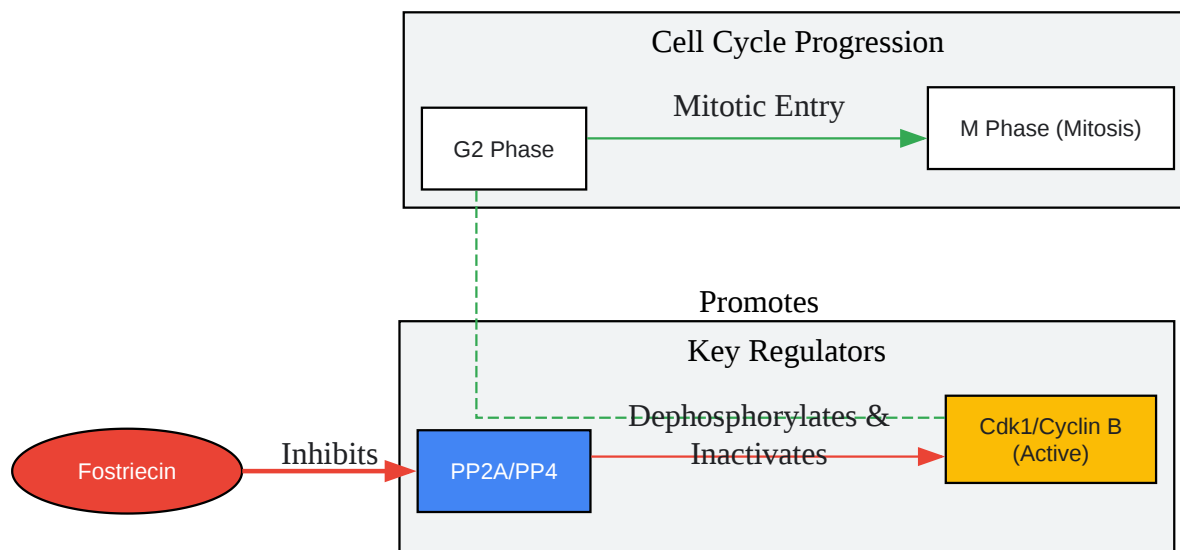 Cell Cycle Progression
Mitotic Entry
G2 Phase
M Phase (Mitosis)
Promotes
Key Regulators
Dephosphorylates &
Inactivates
Cdk1/Cyclin B
(Active)
Fostriecin
Inhibits
PP2A/PP4